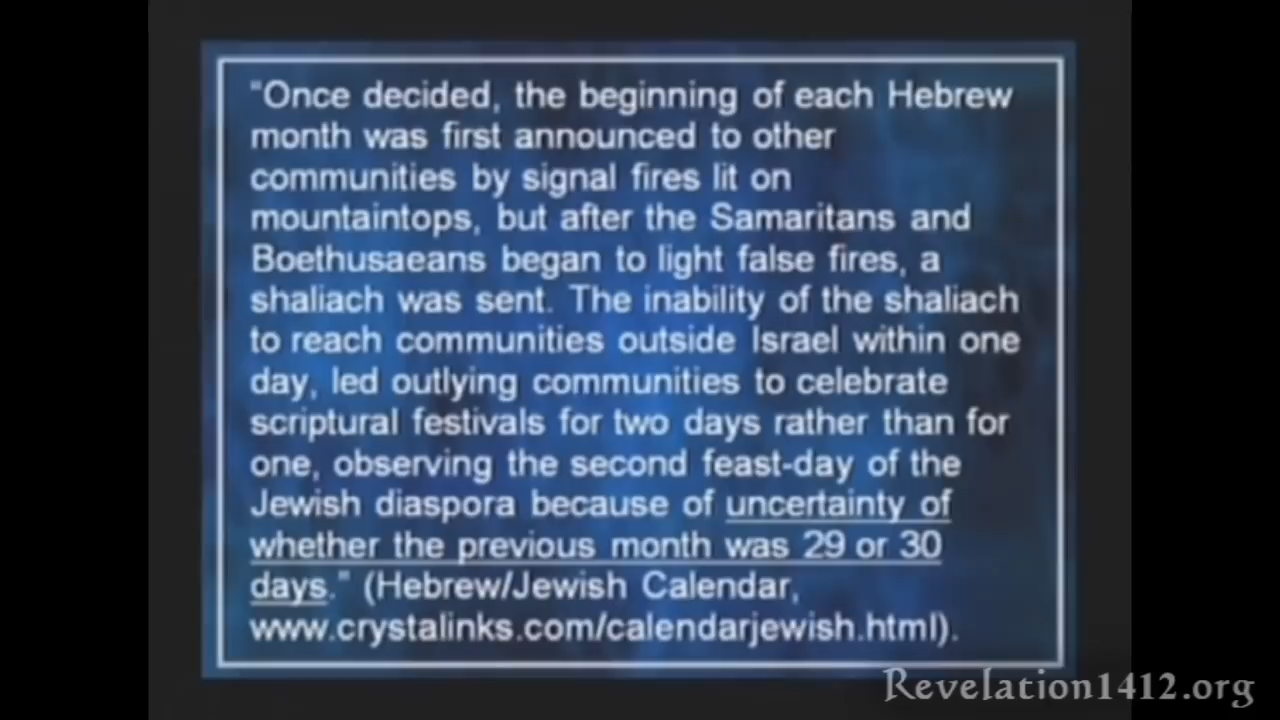 “Once decided, the beginning of each Hebrew
month was first announced to other
communities by signal fires lit on
mountaintops, but after the Samaritans and
Boethusaeans began to light false fires, a
shaliach was sent. The inability of the shaliach
to reach communities outside Israel within one
day, led outlying communities to celebrate
scriptural festivals for two days rather than for
one, observing the second feast-day of the
Jewish diaspora because of uncertainty of
whether the previous month was 29 or 30
days.” (Hebrew/Jewish Calendar,
www.crystalinks.com/calendarjewish.html).
Revelation1412.org